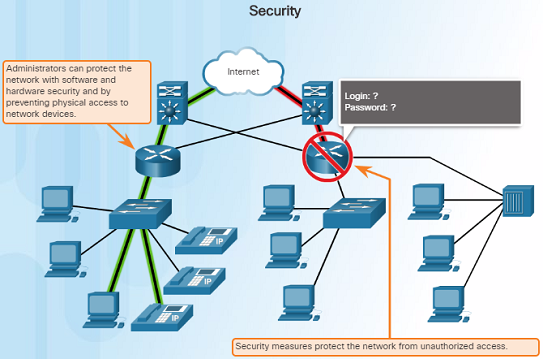 Security
Administrators can protect the
network with software and
hardware security and by
preventing physical access to
network devices.
Internet
Login: ?
Password: ?
IP
IP
IP
Security measures protect the network from unauthorized access.